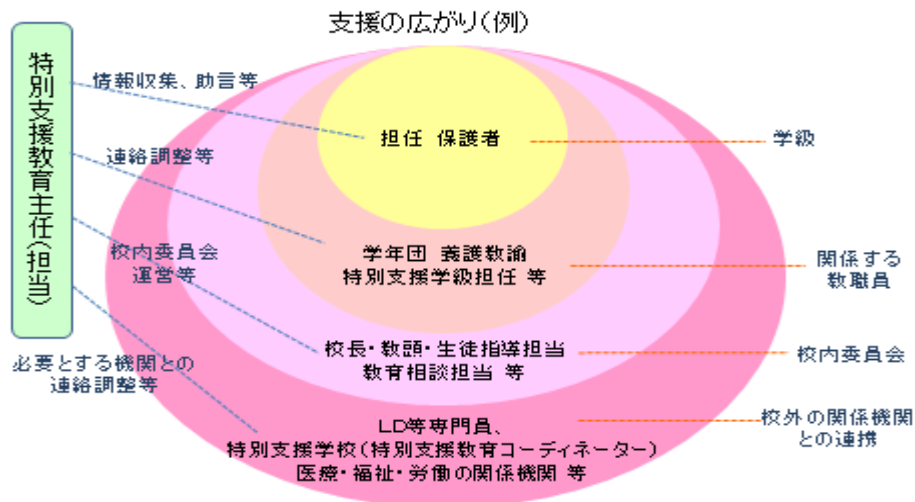 支援の広がり(例)
特別支援教育主任(担当)
情報収集、助言等
連絡調整等
校内委員会
運営等
必要とする機関との
連絡調整等
担任 保護者
学年団 養護教諭
特別支援学級担任 等
校長・教頭・生徒指導担当
教育相談担当 等
LD等専門員、
特別支援学校(特別支援教育コーディネーター)
医療・福祉・労働の関係機関 等
学級
関係する
教職員
校内委員会
校外の関係機関
との連携